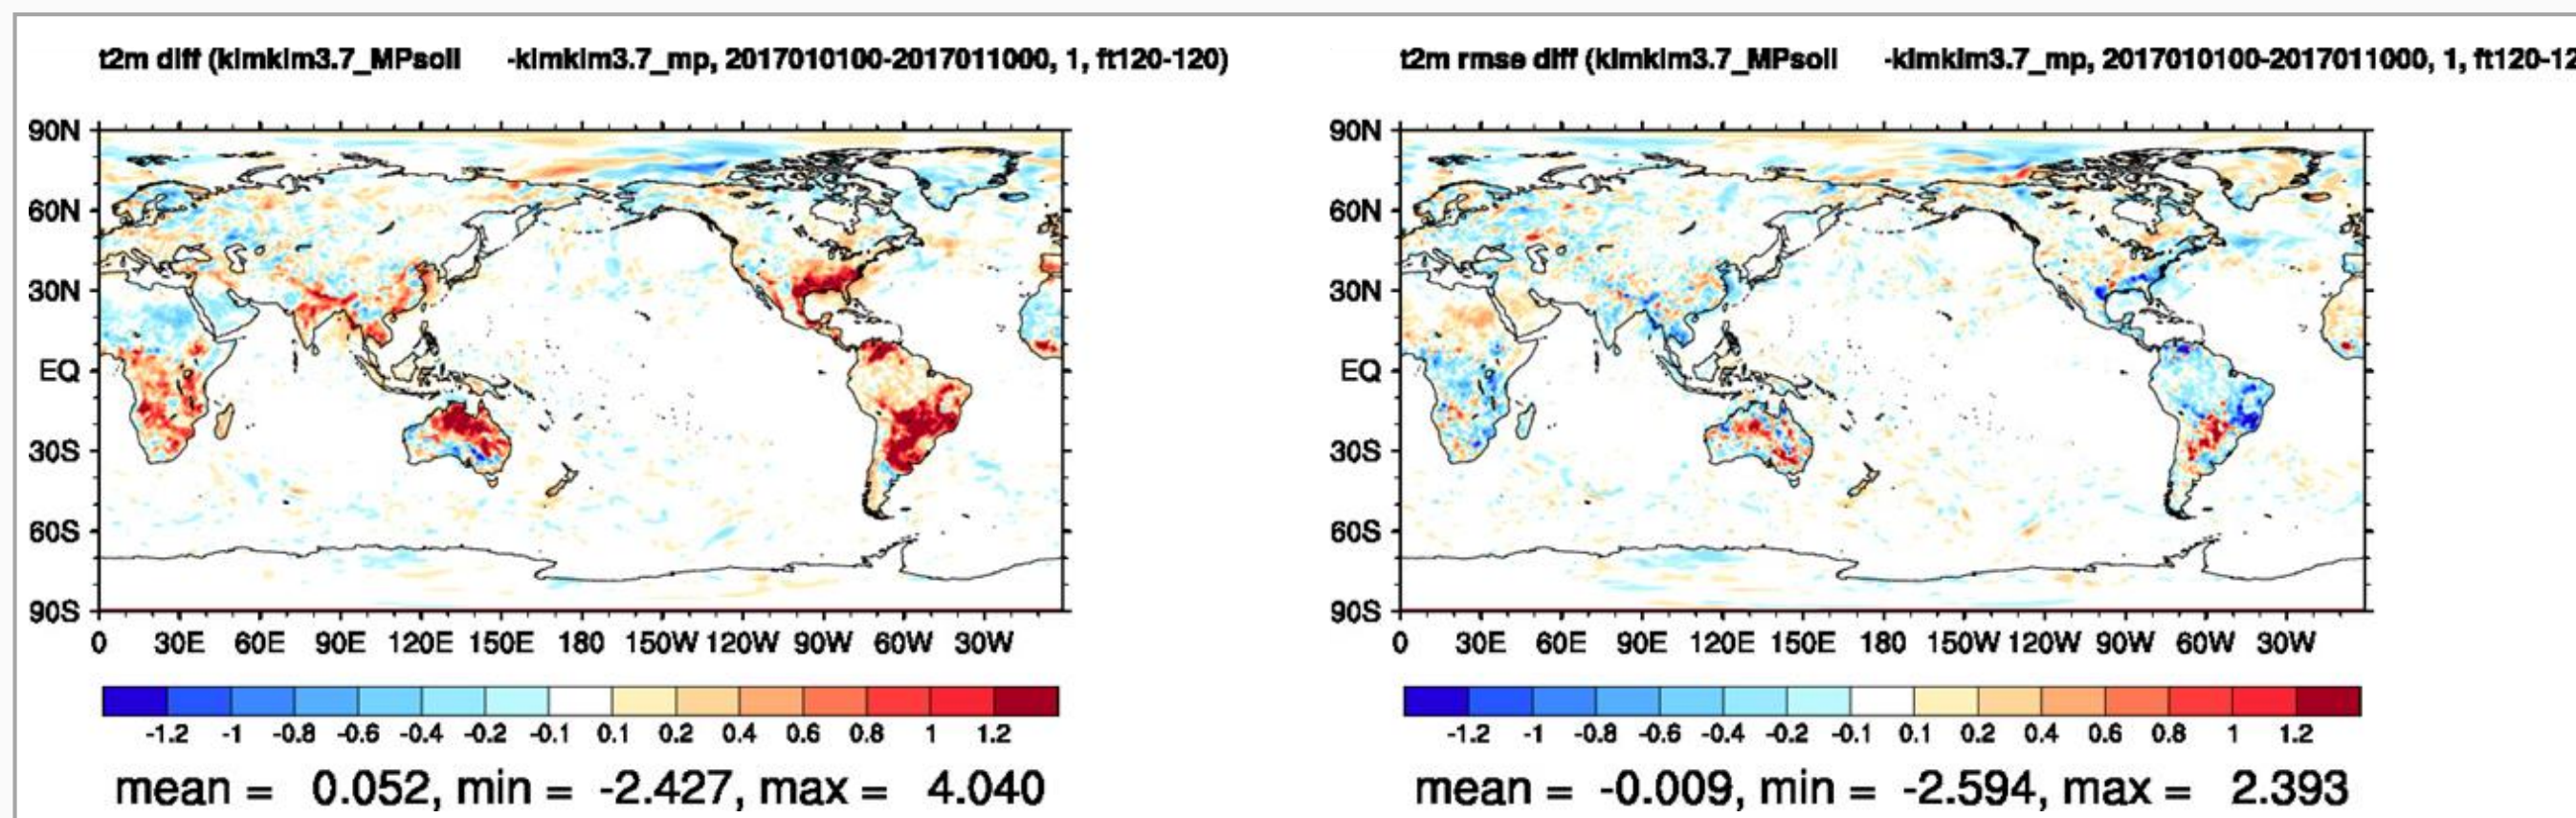 t2m diff (kimkim3.7_MPsoil -kimkim3.7_mp, 2017010100-2017011000, 1, ft120-120)
90N
60N
30N
EQ
30S
60S
90S
0 30E 60E 90E 120E 150E 180 150W 120W 90W 60W 30W
-1.2 -1 -0.8 -0.6 -0.4 -0.2 -0.1 0.1 0.2 0.4 0.6 0.8 1 1.2
mean = 0.052, min = -2.427, max = 4.040
t2m rmse diff (kimkim3.7_MPsoil -kimkim3.7_mp, 2017010100-2017011000, 1, ft120-12
90N
60N
30N
EQ
30S
60S
90S
0 30E 60E 90E 120E 150E 180 150W 120W 90W 60W 30W
-1.2 -1 -0.8 -0.6 -0.4 -0.2 -0.1 0.1 0.2 0.4 0.6 0.8 1 1.2
mean = -0.009, min = -2.594, max = 2.393